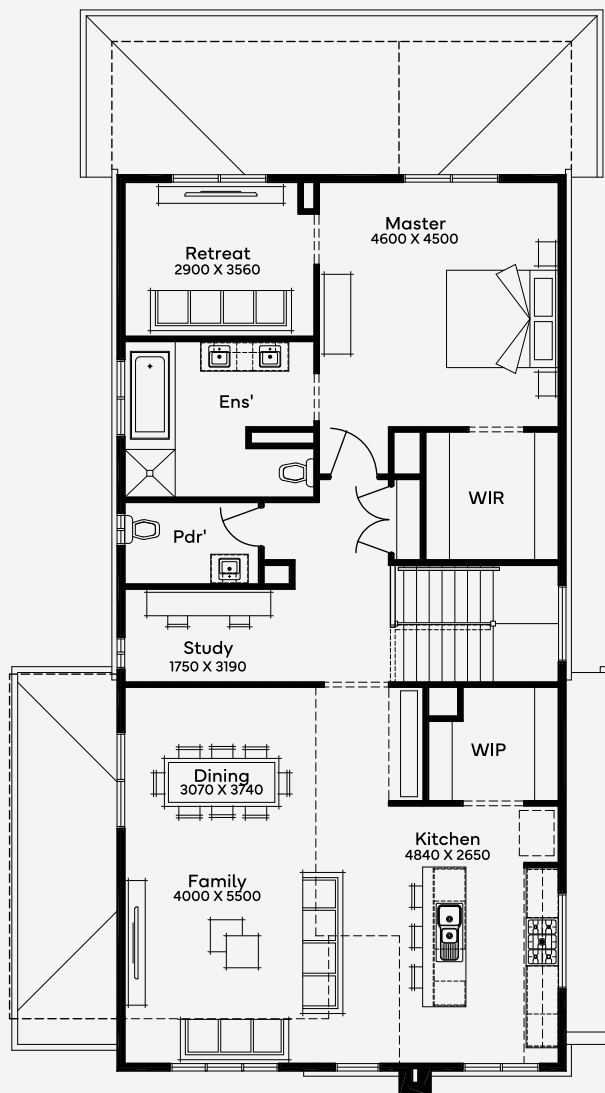 Master
4600 X 4500
Retreat
2900 X 3560
Ens'
WIR
Pdr'
Study
1750 X 3190
WIP
Dining
3070 X 3740
Kitchen
4840 X 2650
Family
4000 X 5500